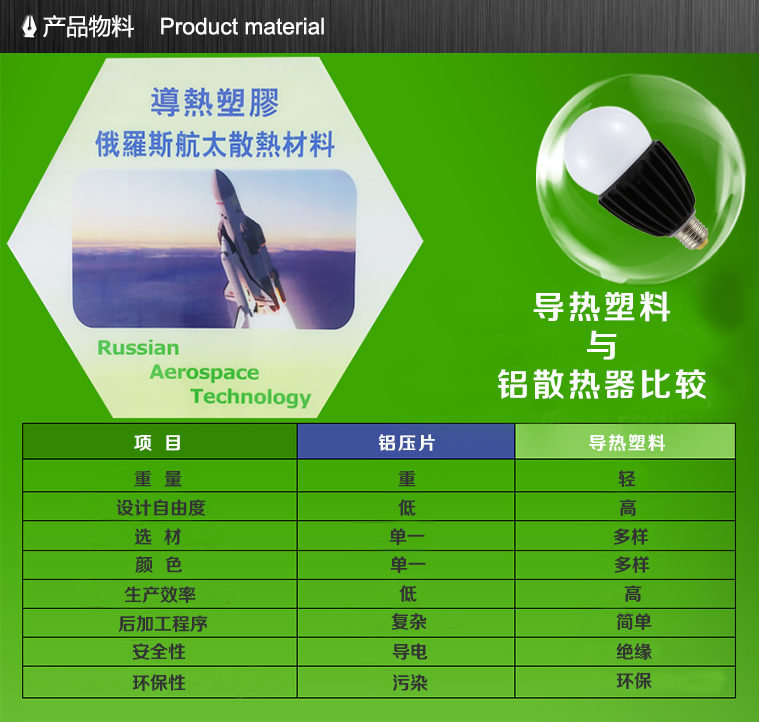 产品物料 Product material
導熱塑膠
俄羅斯航太散熱材料
Russian
Aerospace
Technology
导热塑料
与
铝散热器比较
项 目 铝压片 导热塑料
重 量 重 轻
设计自由度 低 高
选 材 单一 多样
颜 色 单一 多样
生产效率 低 高
后加工程序 复杂 简单
安全性 导电 绝缘
环保性 污染 环保